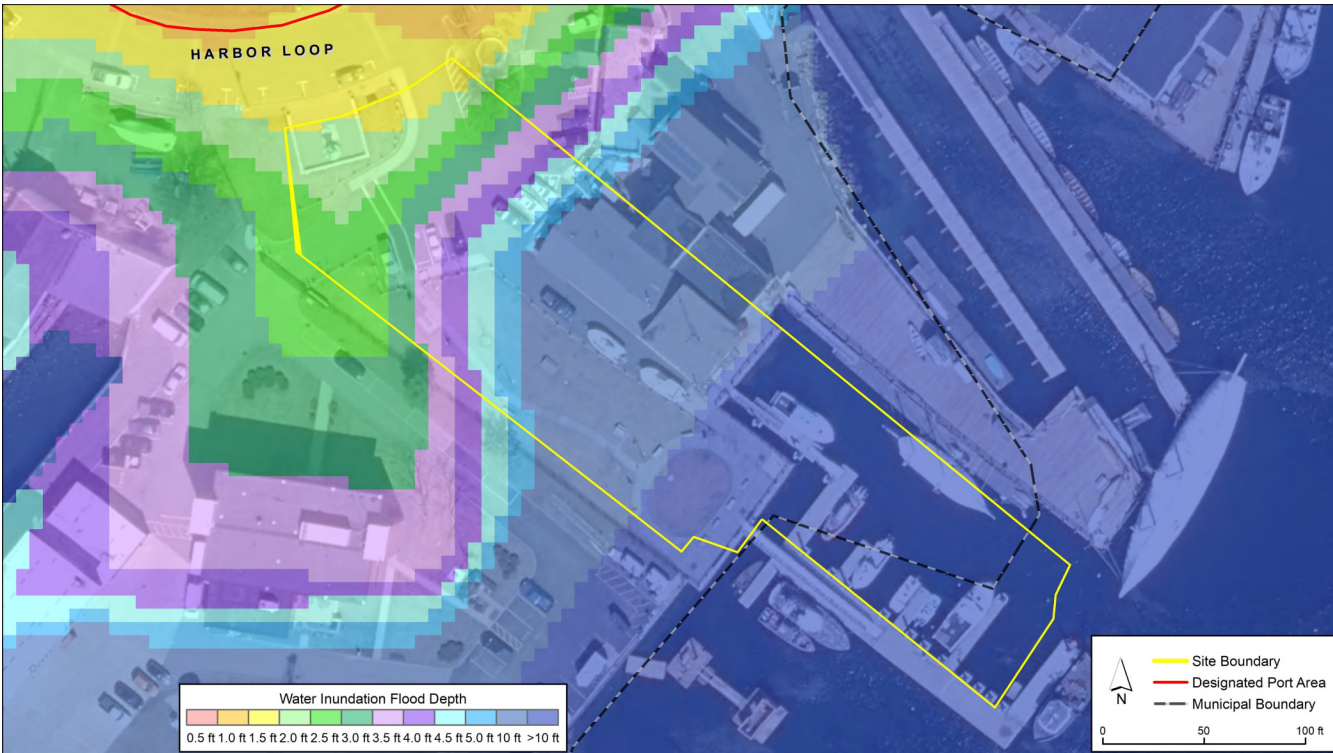 HARBOR LOOP
Water Inundation Flood Depth
0.5 ft 1.0 ft 1.5 ft 2.0 ft 2.5 ft 3.0 ft 3.5 ft 4.0 ft 4.5 ft 5.0 ft 10 ft >10 ft
N
Site Boundary
Designated Port Area
Municipal Boundary
0 50 100 ft